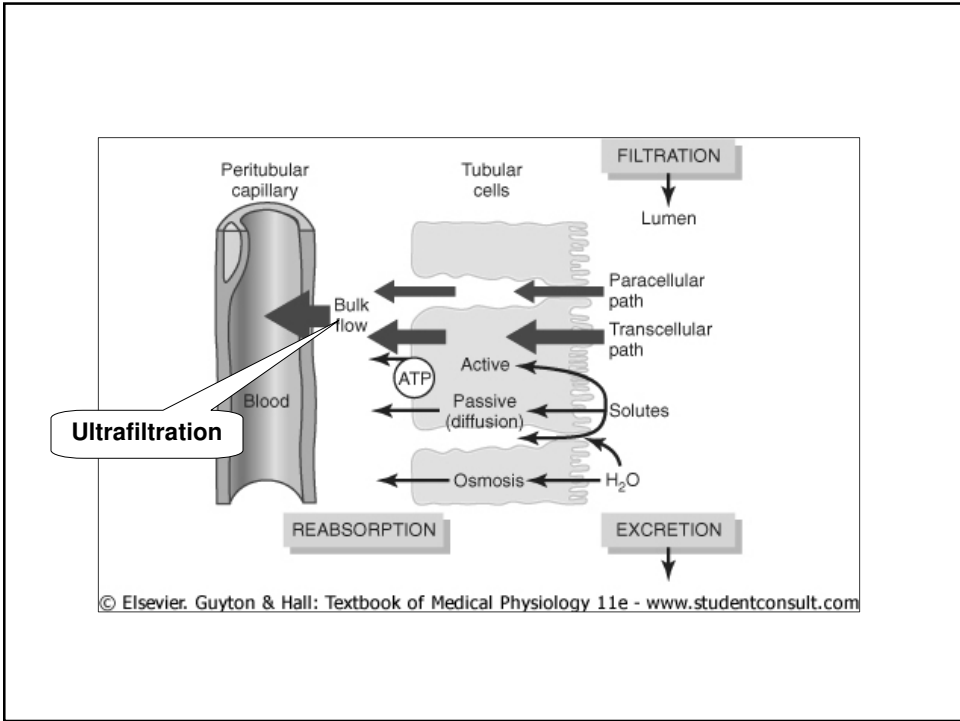 FILTRATION
Peritubular
capillary
Tubular
cells
Lumen
Paracellular
path
Bulk
flow
Transcellular
path
Active
ATP
Blood
Passive
(diffusion)
Solutes
Ultrafiltration
Osmosis
H₂O
REABSORPTION
EXCRETION
© Elsevier. Guyton & Hall: Textbook of Medical Physiology 11e - www.studentconsult.com